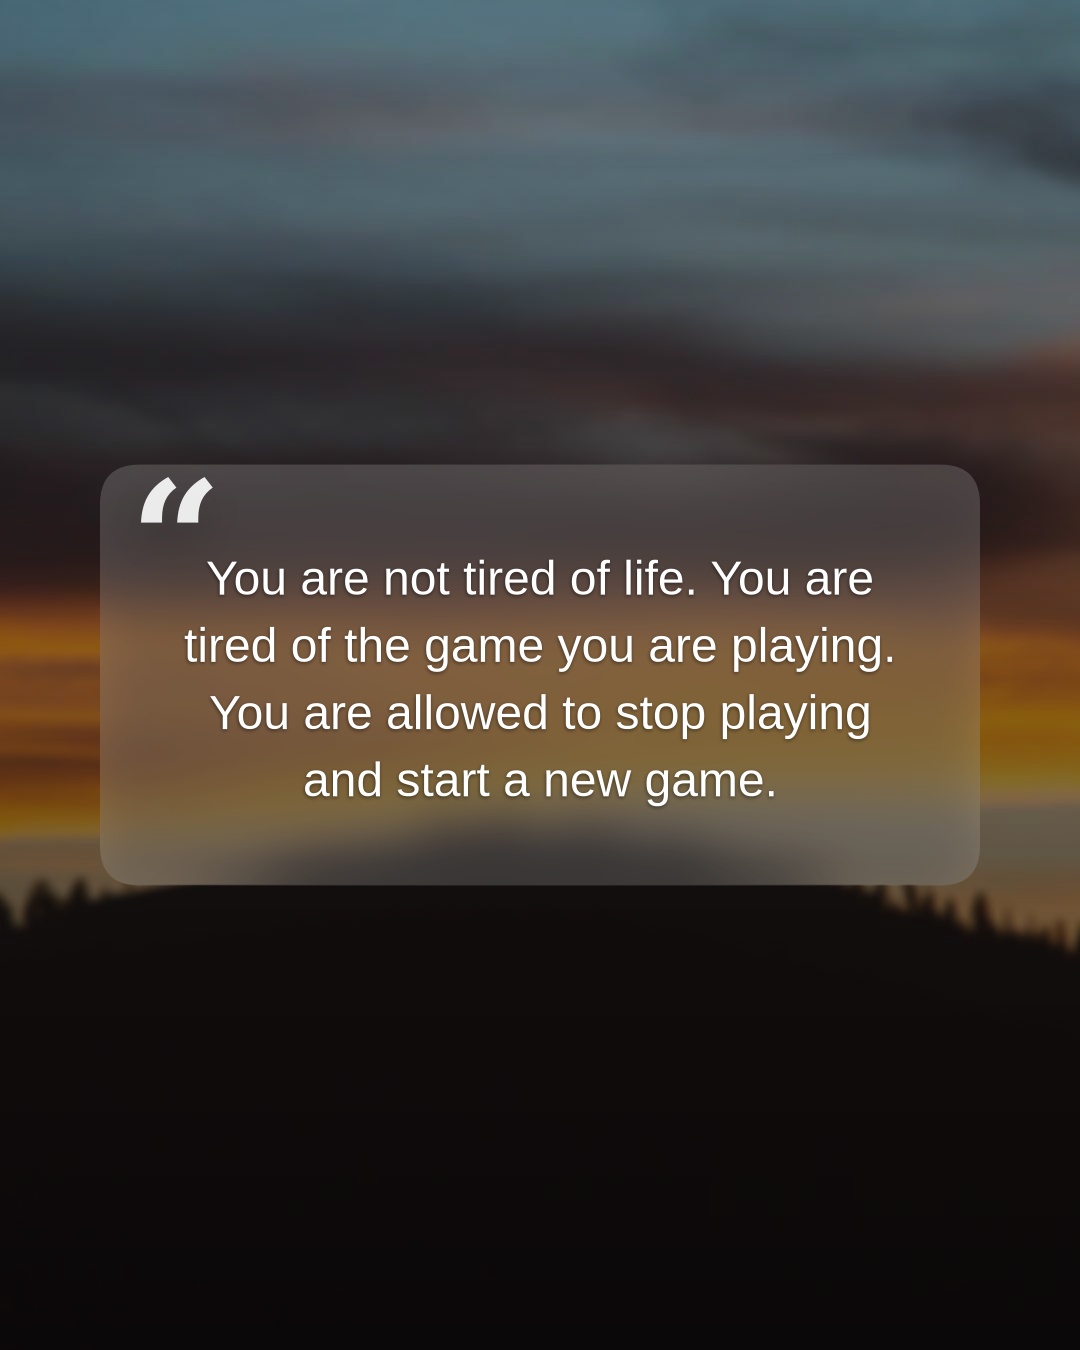 “
You are not tired of life. You are
tired of the game you are playing.
You are allowed to stop playing
and start a new game.